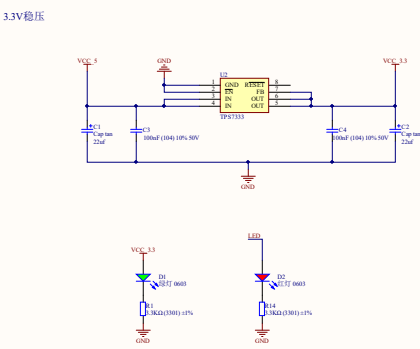 3.3V稳压
VCC_5
GND
U2
VCC_3.3
1 GND RESET 8
2 EN FB 7
3 IN OUT 6
4 IN OUT 5
TPS7333
C1
Cap tan
22uf
C3
100nF (104) 10% 50V
C4
100nF (104) 10% 50V
C2
Cap tan
22uf
GND
VCC_3.3
LED
D1
绿灯 0603
D2
红灯 0603
R1
3.3KΩ (3301) ±1%
R14
3.3KΩ (3301) ±1%
GND
GND